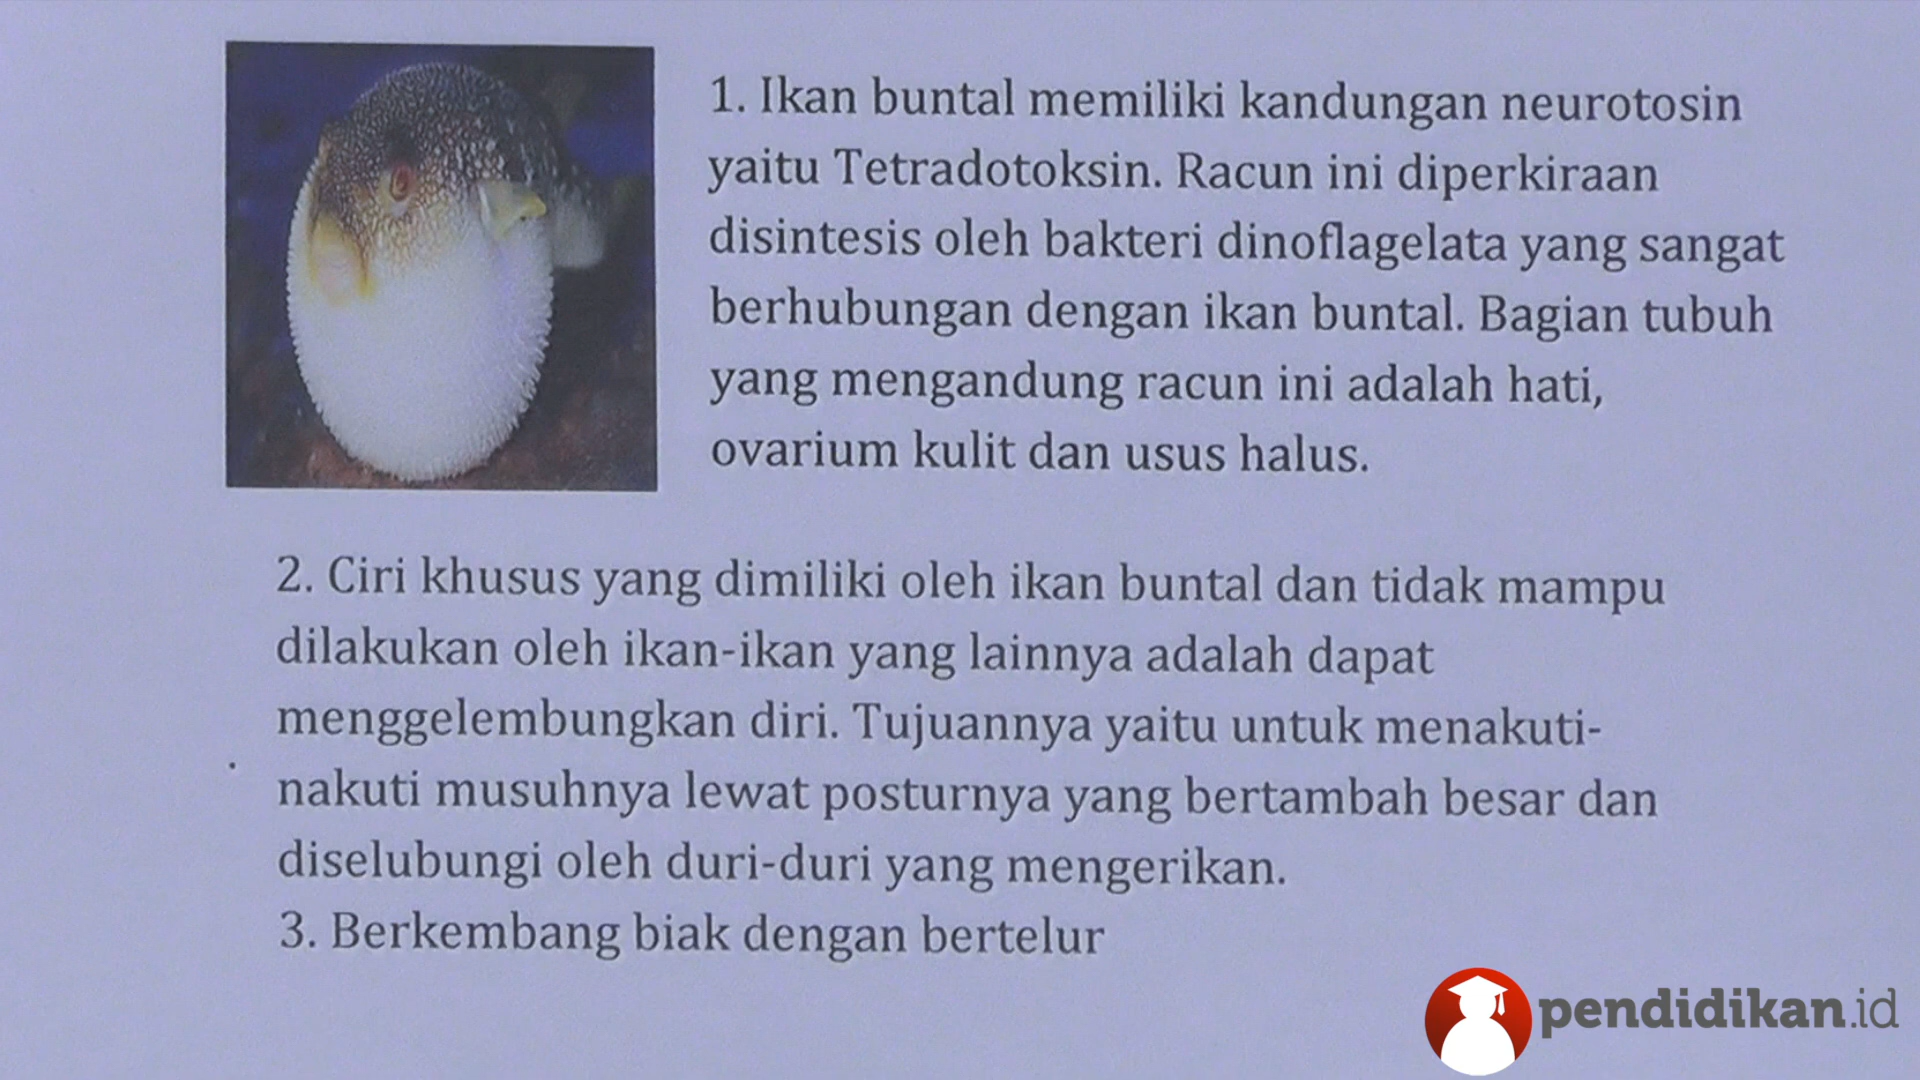 1. Ikan buntal memiliki kandungan neurotosin
yaitu Tetradotoksin. Racun ini diperkiraan
disintesis oleh bakteri dinoflagelata yang sangat
berhubungan dengan ikan buntal. Bagian tubuh
yang mengandung racun ini adalah hati,
ovarium kulit dan usus halus.
2. Ciri khusus yang dimiliki oleh ikan buntal dan tidak mampu
dilakukan oleh ikan-ikan yang lainnya adalah dapat
menggelembungkan diri. Tujuannya yaitu untuk menakuti-
nakuti musuhnya lewat posturnya yang bertambah besar dan
diselubungi oleh duri-duri yang mengerikan.
3. Berkembang biak dengan bertelur
pendidikan.id